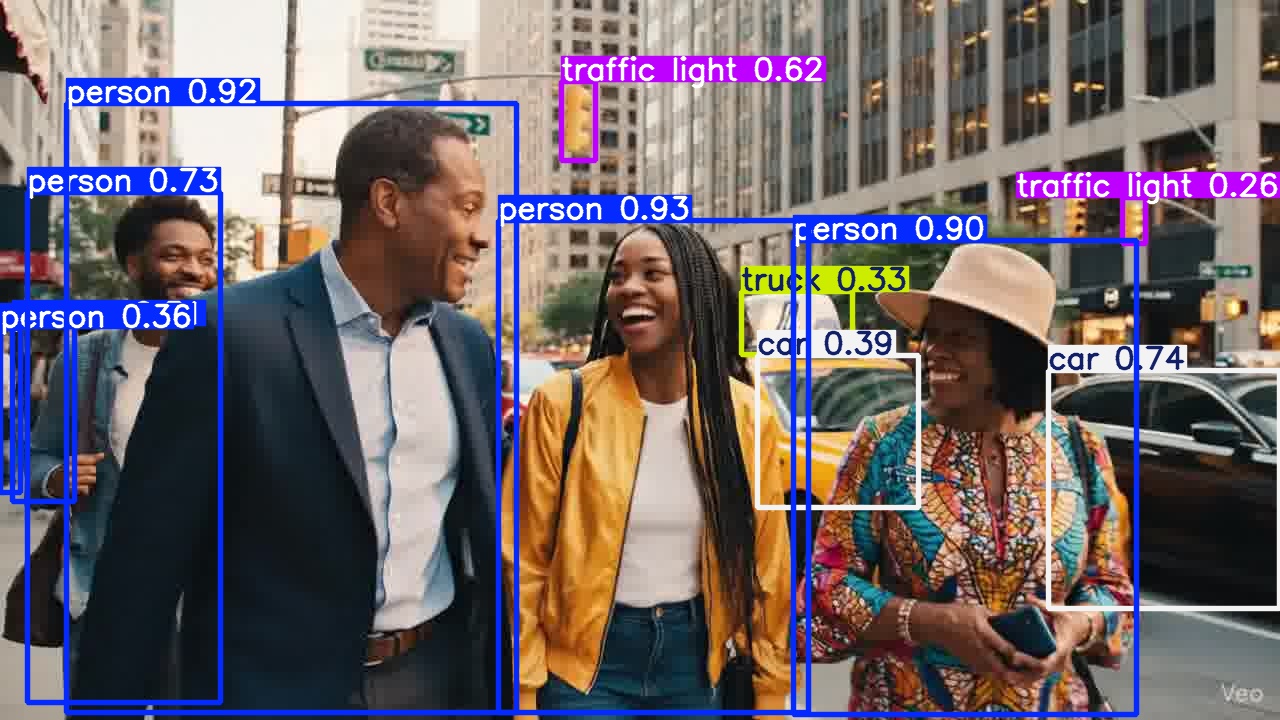 traffic light 0.62
person 0.92
person 0.73
traffic light 0.26
person 0.93
person 0.90
truck 0.33
person 0.36
car 0.39
car 0.74
Veo